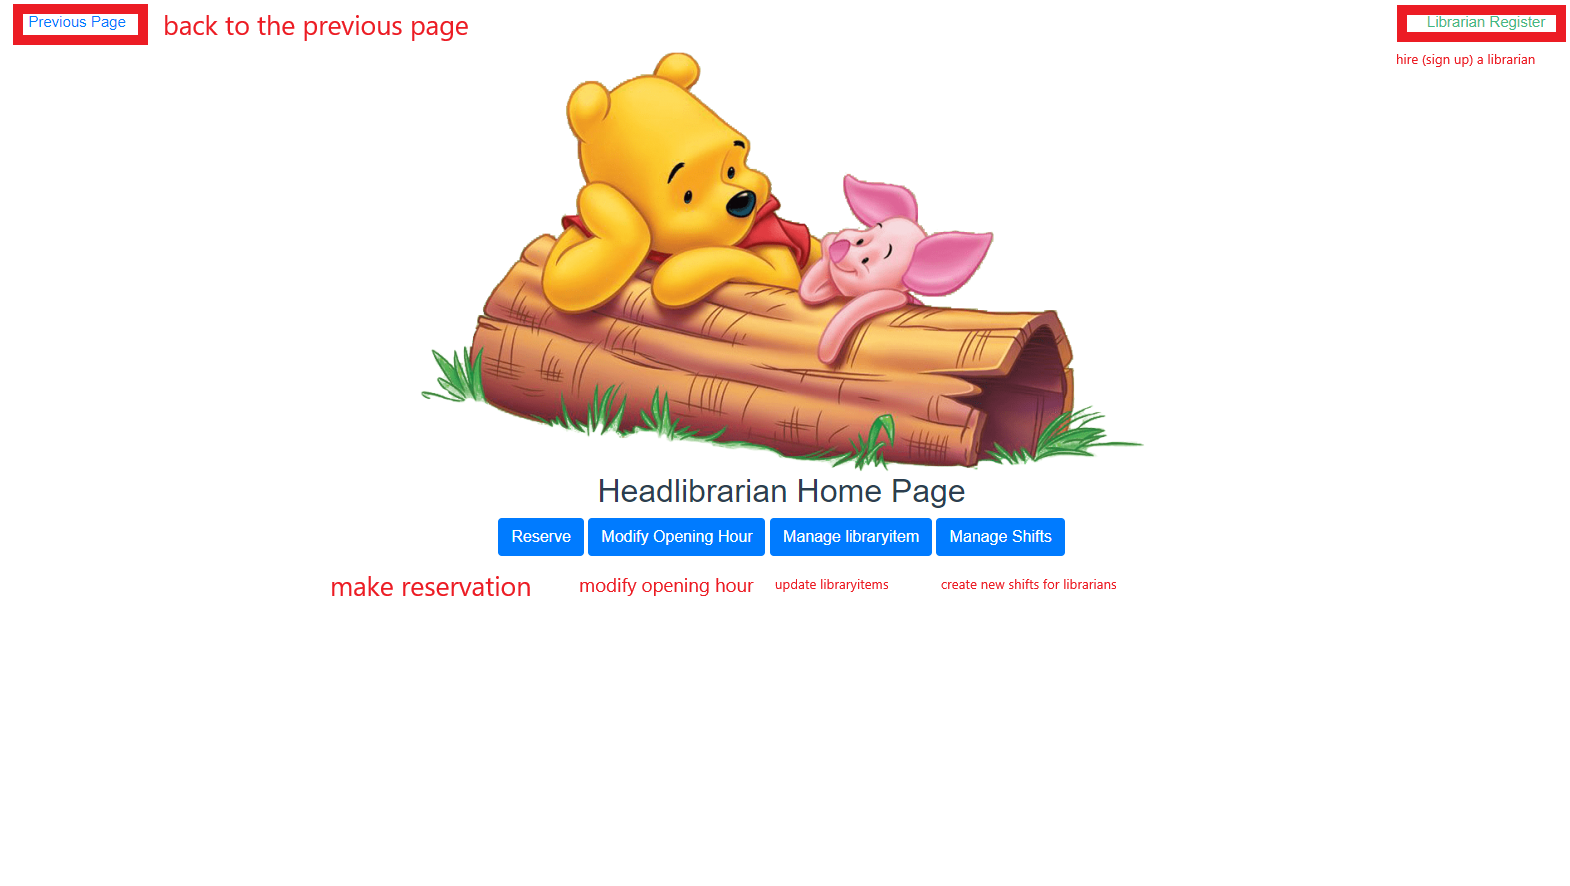 Previous Page
back to the previous page
Librarian Register
hire (sign up) a librarian
Headlibrarian Home Page
Reserve
Modify Opening Hour
Manage libraryitem
Manage Shifts
make reservation
modify opening hour
update libraryitems
create new shifts for librarians